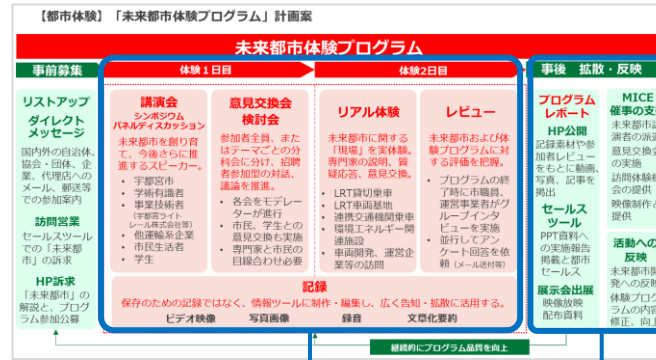 【都市体験】「未来都市体験プログラム」計画案
未来都市体験プログラム
事前募集
体験1日目
体験2日目
事後 拡散・反映
リストアップ
ダイレクト
メッセージ
国内外の自治体、
協会・団体、企
業、代理店への
メール、郵送等
での参加案内
訪問営業
セールスツール
での「未来都
市」の訴求
HP訴求
「未来都市」の
解説と、プログ
ラム参加公募
講演会
シンポジウム
パネルディスカッション
未来都市を創り育
て、今後さらに推
進するスピーカー。
・ 宇都宮市
・ 学術有識者
・ 事業技術者
(宇都宮ライト
レール株式会社等)
・ 他運輸系企業
・ 市民生活者
・ 学生
意見交換会
検討会
参加者全員、また
はテーマごとの分
科会に分け、招聘
者参加型の対話、
議論を推進。
・ 各会をモデレー
ターが進行
・ 市民、学生との
意見交換も実施
・ 専門家と市民の
目線合わせ必要
リアル体験
未来都市に関する
「現場」を実体験。
専門家の説明、質
疑応答、意見交換。
・ LRT貸切乗車
・ LRT車両基地
・ 連携交通機関乗車
・ 環境エネルギー関
連施設
・ 車両開発、運営企
業等の訪問
レビュー
未来都市および体
験プログラムに対
する評価を把握。
・ プログラムの終
了時に市職員、
運営事業者がグ
ループインタ
ビューを実施
・ 並行してアン
ケート回答を依
頼(メール送付等)
記録
保存のための記録ではなく、情報ツールに制作・編集し、広く告知・拡散に活用する。
ビデオ映像 写真画像 録音 文章化要約
プログラム
レポート
HP公開
記録素材や参
加者レビュー
をもとに動画、
写真、記事を
掲出
セールス
ツール
PPT資料へ
の実施報告
掲載と都市
セールス
展示会出展
映像放映
配布資料
MICE
催事の支
未来都市
演者の派
意見交換
の実施
訪問体験
会の提供
映像制作
提供
活動への
反映
未来都市開
発への反映
体験プログ
ラムの内容
修正、向上
継続的にプログラム品質を向上